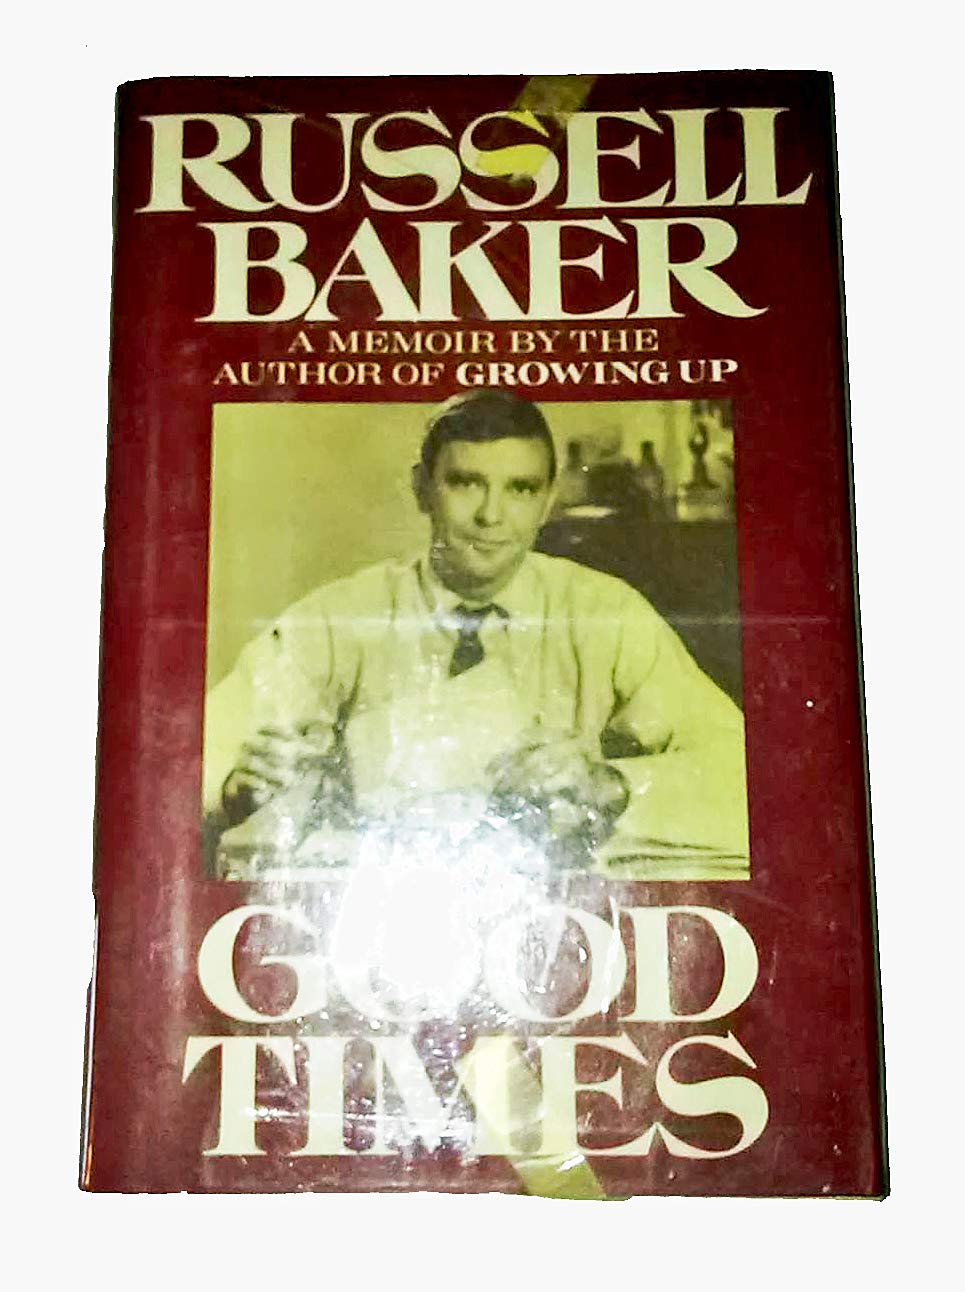 RUSSELL
BAKER
A MEMOIR BY THE
AUTHOR OF GROWING UP
GOOD
TIMES